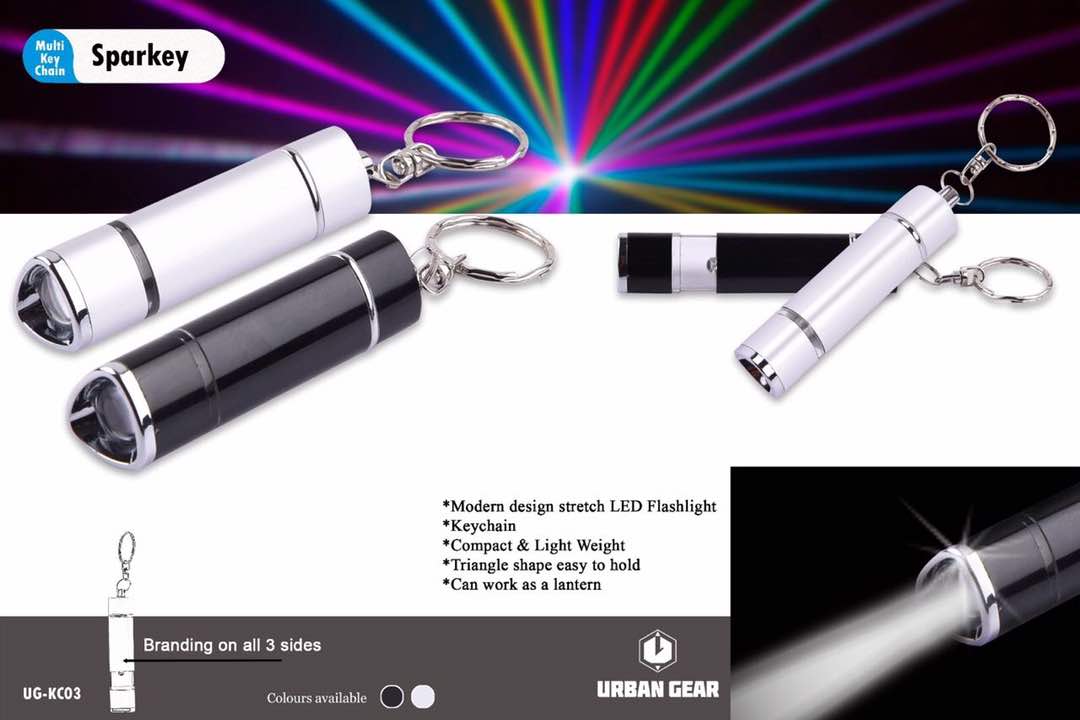 Multi
Key
Chain
Sparkey
*Modern design stretch LED Flashlight
*Keychain
*Compact & Light Weight
*Triangle shape easy to hold
*Can work as a lantern
Branding on all 3 sides
UG-KC03
Colours available
URBAN GEAR